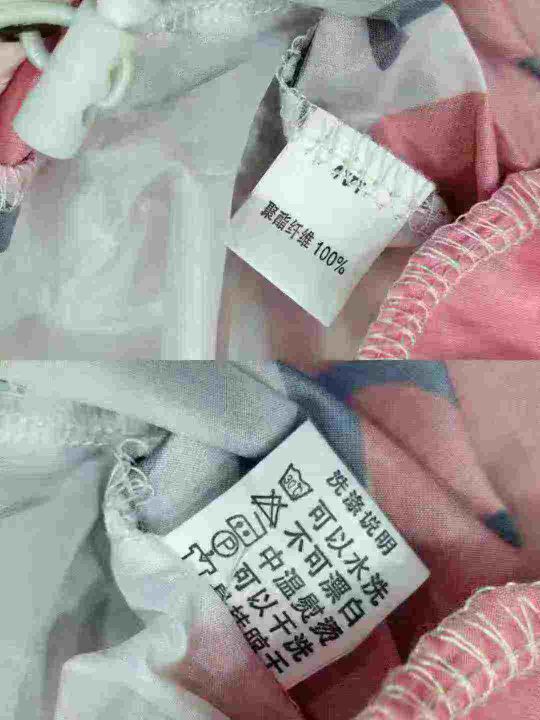 聚酯纤维 100%
洗涤说明
30 可以水洗
不可漂白
中温熨烫
P 可以干洗